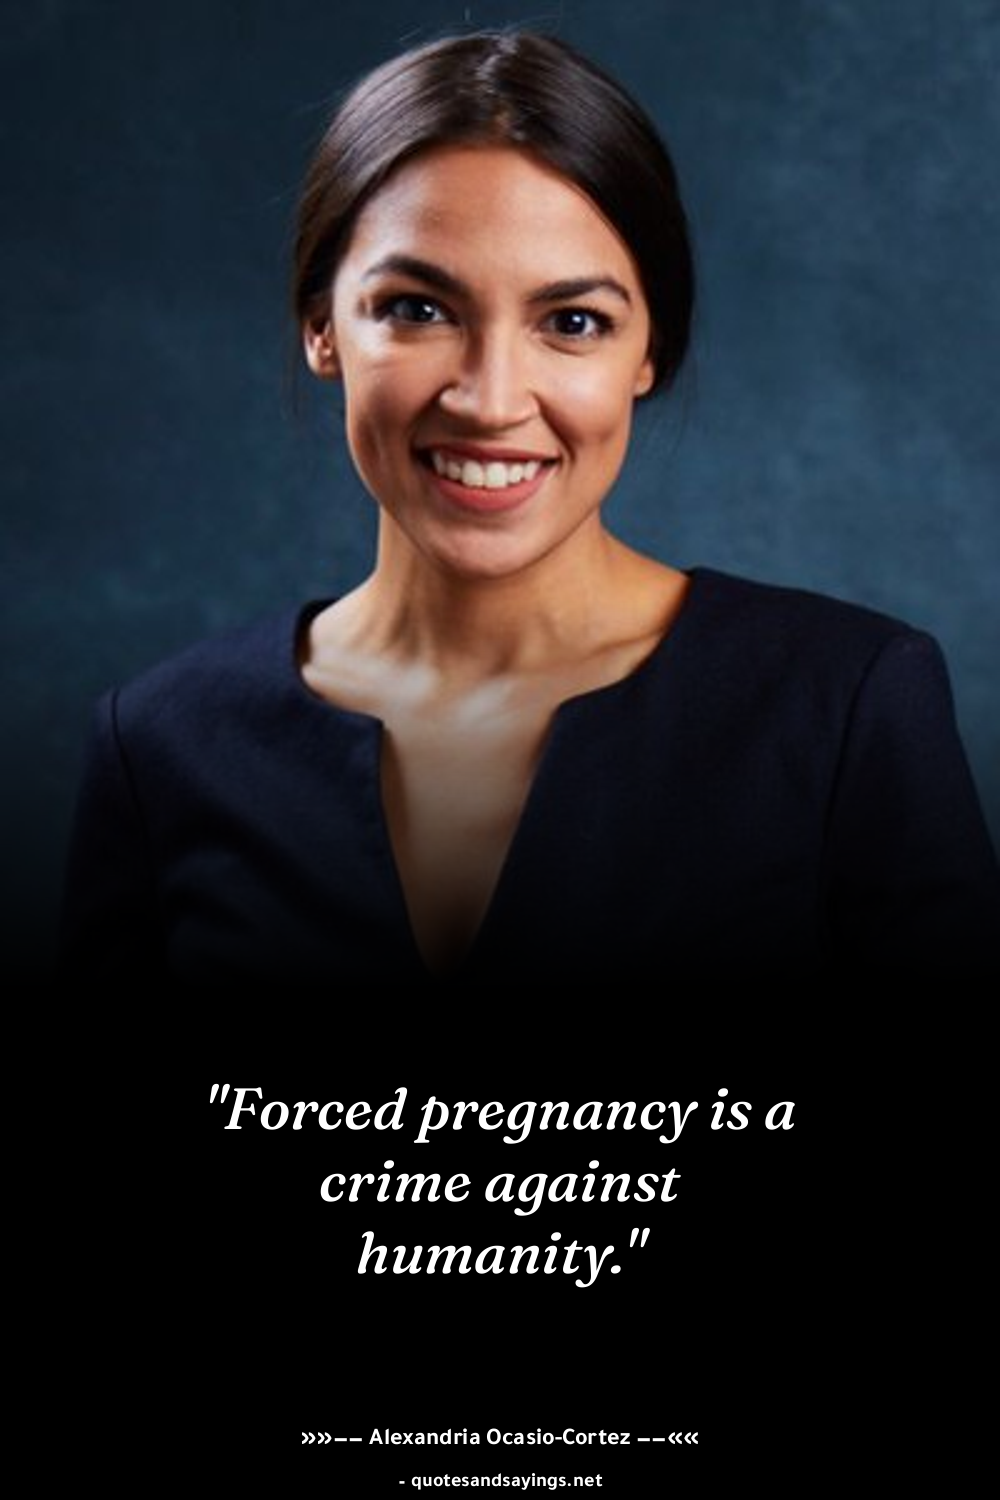 "Forced pregnancy is a
crime against
humanity."
»»—— Alexandria Ocasio-Cortez ——««
- quotesandsayings.net